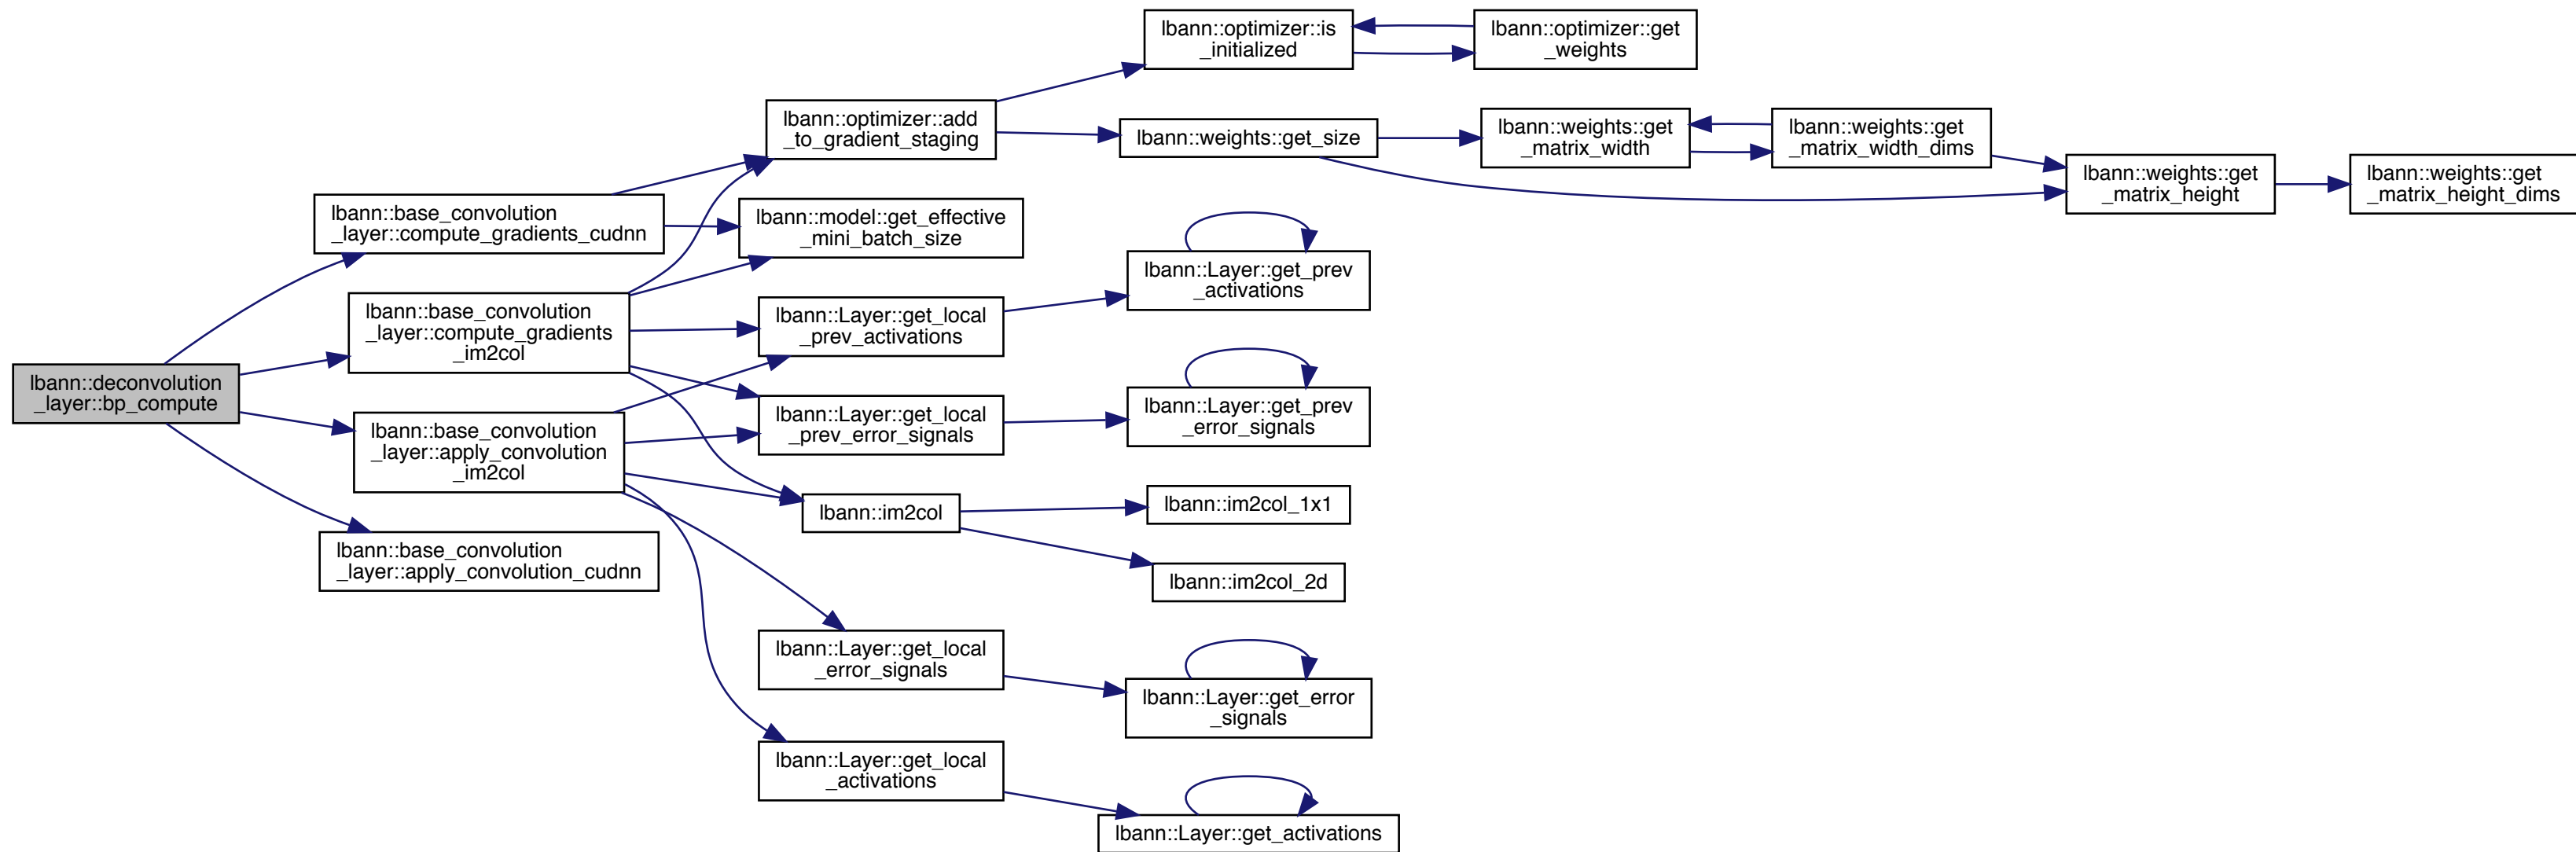 lbann::deconvolution
_layer::bp_compute
lbann::base_convolution
_layer::compute_gradients_cudnn
lbann::base_convolution
_layer::compute_gradients
_im2col
lbann::base_convolution
_layer::apply_convolution
_im2col
lbann::base_convolution
_layer::apply_convolution_cudnn
lbann::optimizer::add
_to_gradient_staging
lbann::model::get_effective
_mini_batch_size
lbann::Layer::get_local
_prev_activations
lbann::Layer::get_local
_prev_error_signals
lbann::im2col
lbann::Layer::get_local
_error_signals
lbann::Layer::get_local
_activations
lbann::optimizer::is
_initialized
lbann::weights::get_size
lbann::Layer::get_prev
_activations
lbann::Layer::get_prev
_error_signals
lbann::im2col_1x1
lbann::im2col_2d
lbann::Layer::get_error
_signals
lbann::Layer::get_activations
lbann::optimizer::get
_weights
lbann::weights::get
_matrix_width
lbann::weights::get
_matrix_width_dims
lbann::weights::get
_matrix_height
lbann::weights::get
_matrix_height_dims